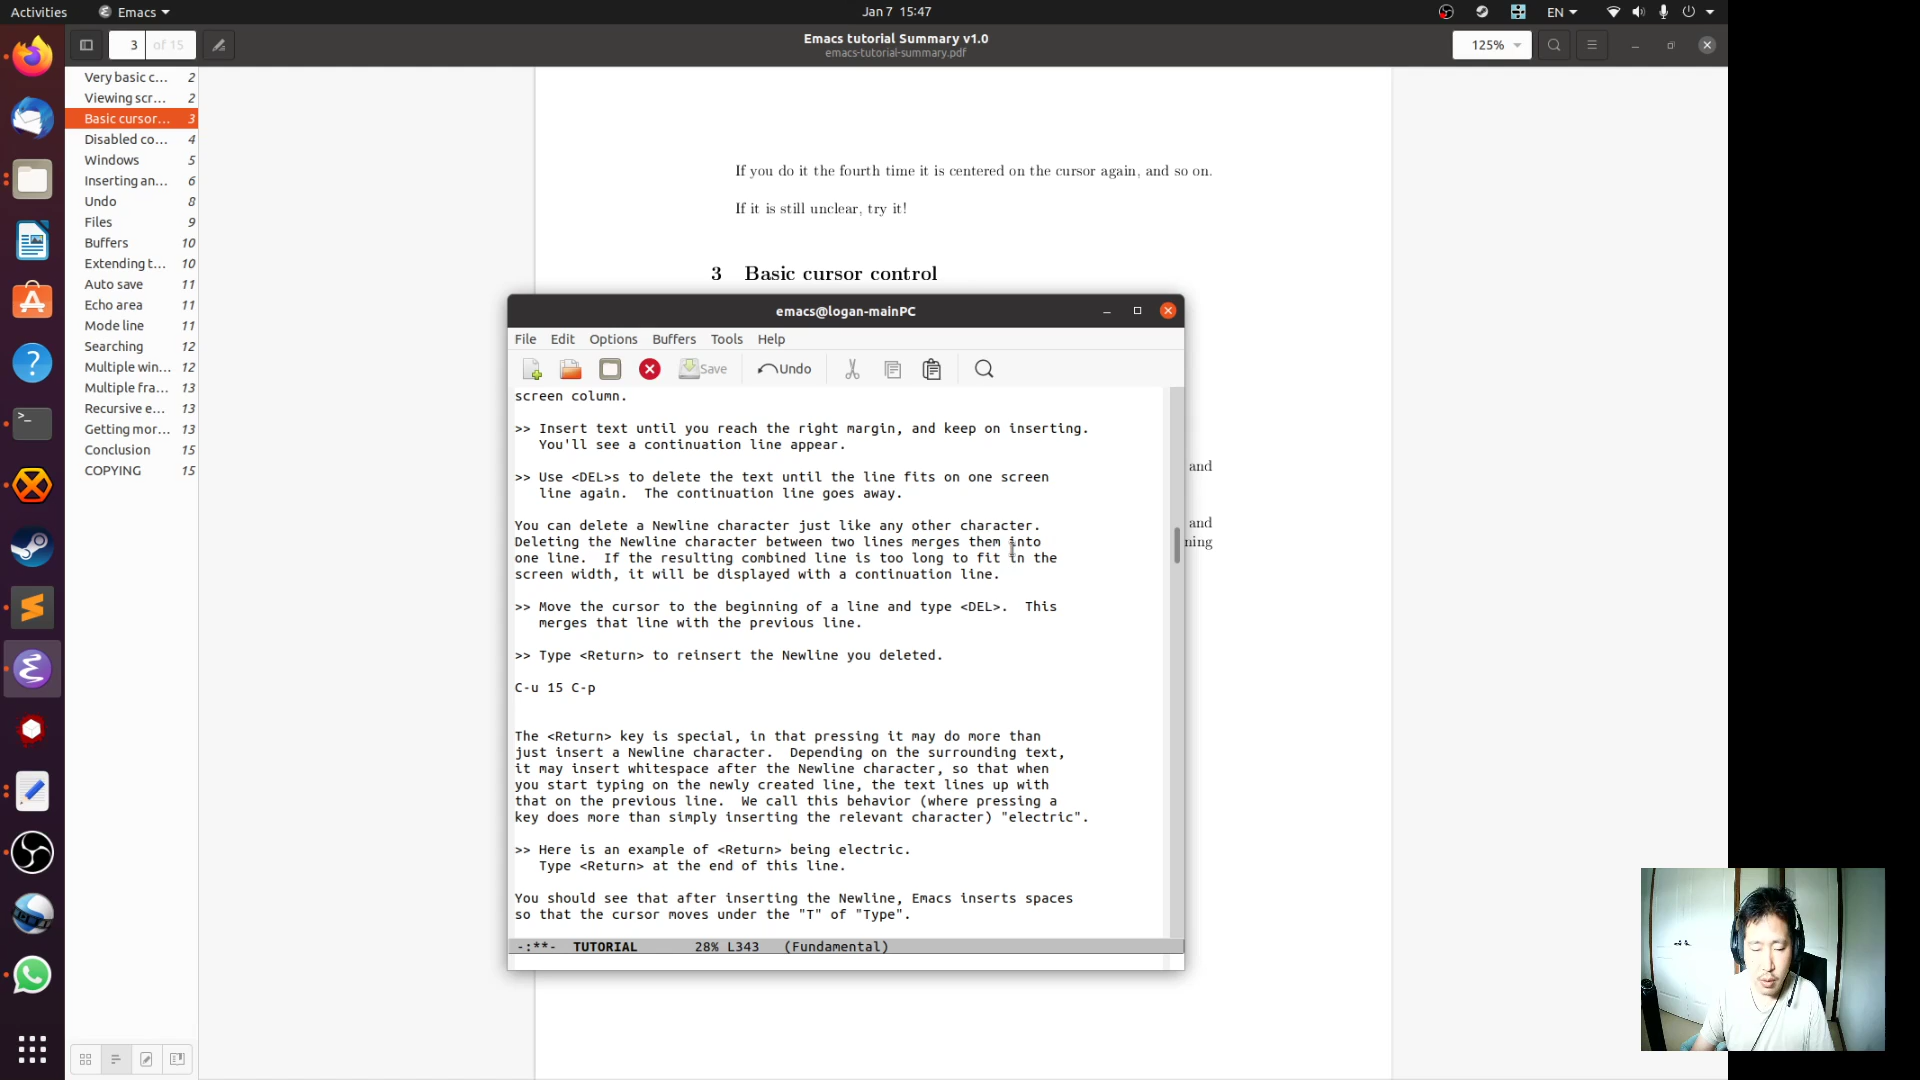 Activities
Emacs
Jan 7 15:47
EN
3
of 15
Emacs tutorial Summary v1.0
emacs-tutorial-summary.pdf
125%
Very basic c... 2
Viewing scr... 2
Basic cursor... 3
Disabled co... 4
Windows 5
Inserting an... 6
Undo 8
Files 9
Buffers 10
Extending t... 10
Auto save 11
Echo area 11
Mode line 11
Searching 12
Multiple win... 12
Multiple fra... 13
Recursive e... 13
Getting mor... 13
Conclusion 15
COPYING 15
If you do it the fourth time it is centered on the cursor again, and so on.
If it is still unclear, try it!
3 Basic cursor control
and
and
ning
emacs@logan-mainPC
File Edit Options Buffers Tools Help
Save
Undo
screen column.
>> Insert text until you reach the right margin, and keep on inserting.
You'll see a continuation line appear.
>> Use <DEL>s to delete the text until the line fits on one screen
line again. The continuation line goes away.
You can delete a Newline character just like any other character.
Deleting the Newline character between two lines merges them into
one line. If the resulting combined line is too long to fit in the
screen width, it will be displayed with a continuation line.
>> Move the cursor to the beginning of a line and type <DEL>. This
merges that line with the previous line.
>> Type <Return> to reinsert the Newline you deleted.
C-u 15 C-p
The <Return> key is special, in that pressing it may do more than
just insert a Newline character. Depending on the surrounding text,
it may insert whitespace after the Newline character, so that when
you start typing on the newly created line, the text lines up with
that on the previous line. We call this behavior (where pressing a
key does more than simply inserting the relevant character) "electric".
>> Here is an example of <Return> being electric.
Type <Return> at the end of this line.
You should see that after inserting the Newline, Emacs inserts spaces
so that the cursor moves under the "T" of "Type".
-:**- TUTORIAL 28% L343 (Fundamental)